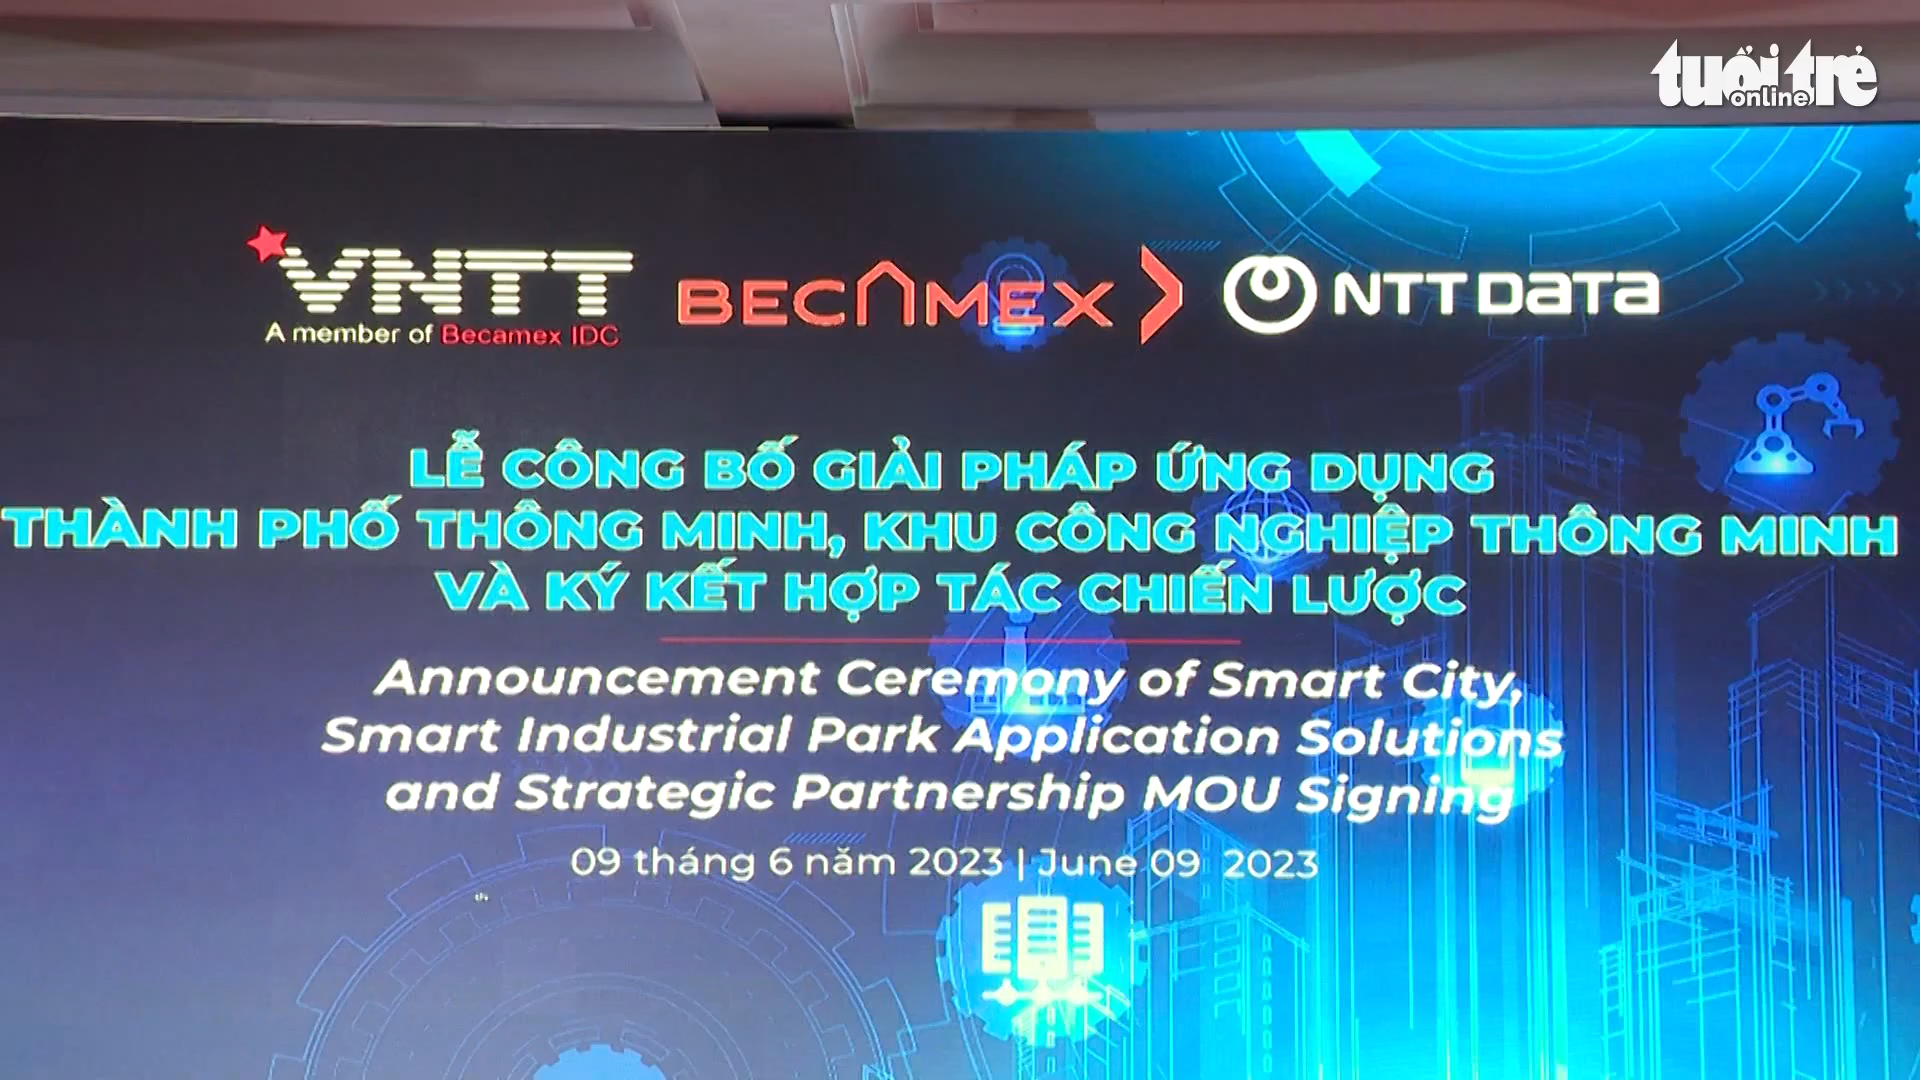 tuổi trẻ
online
VNTT
A member of Becamex IDC
BECAMEX
NTT DATA
LỄ CÔNG BỐ GIẢI PHÁP ỨNG DỤNG
THÀNH PHỐ THÔNG MINH, KHU CÔNG NGHIỆP THÔNG MINH
VÀ KÝ KẾT HỢP TÁC CHIẾN LƯỢC
Announcement Ceremony of Smart City,
Smart Industrial Park Application Solutions
and Strategic Partnership MOU Signing
09 tháng 6 năm 2023 | June 09 2023
th